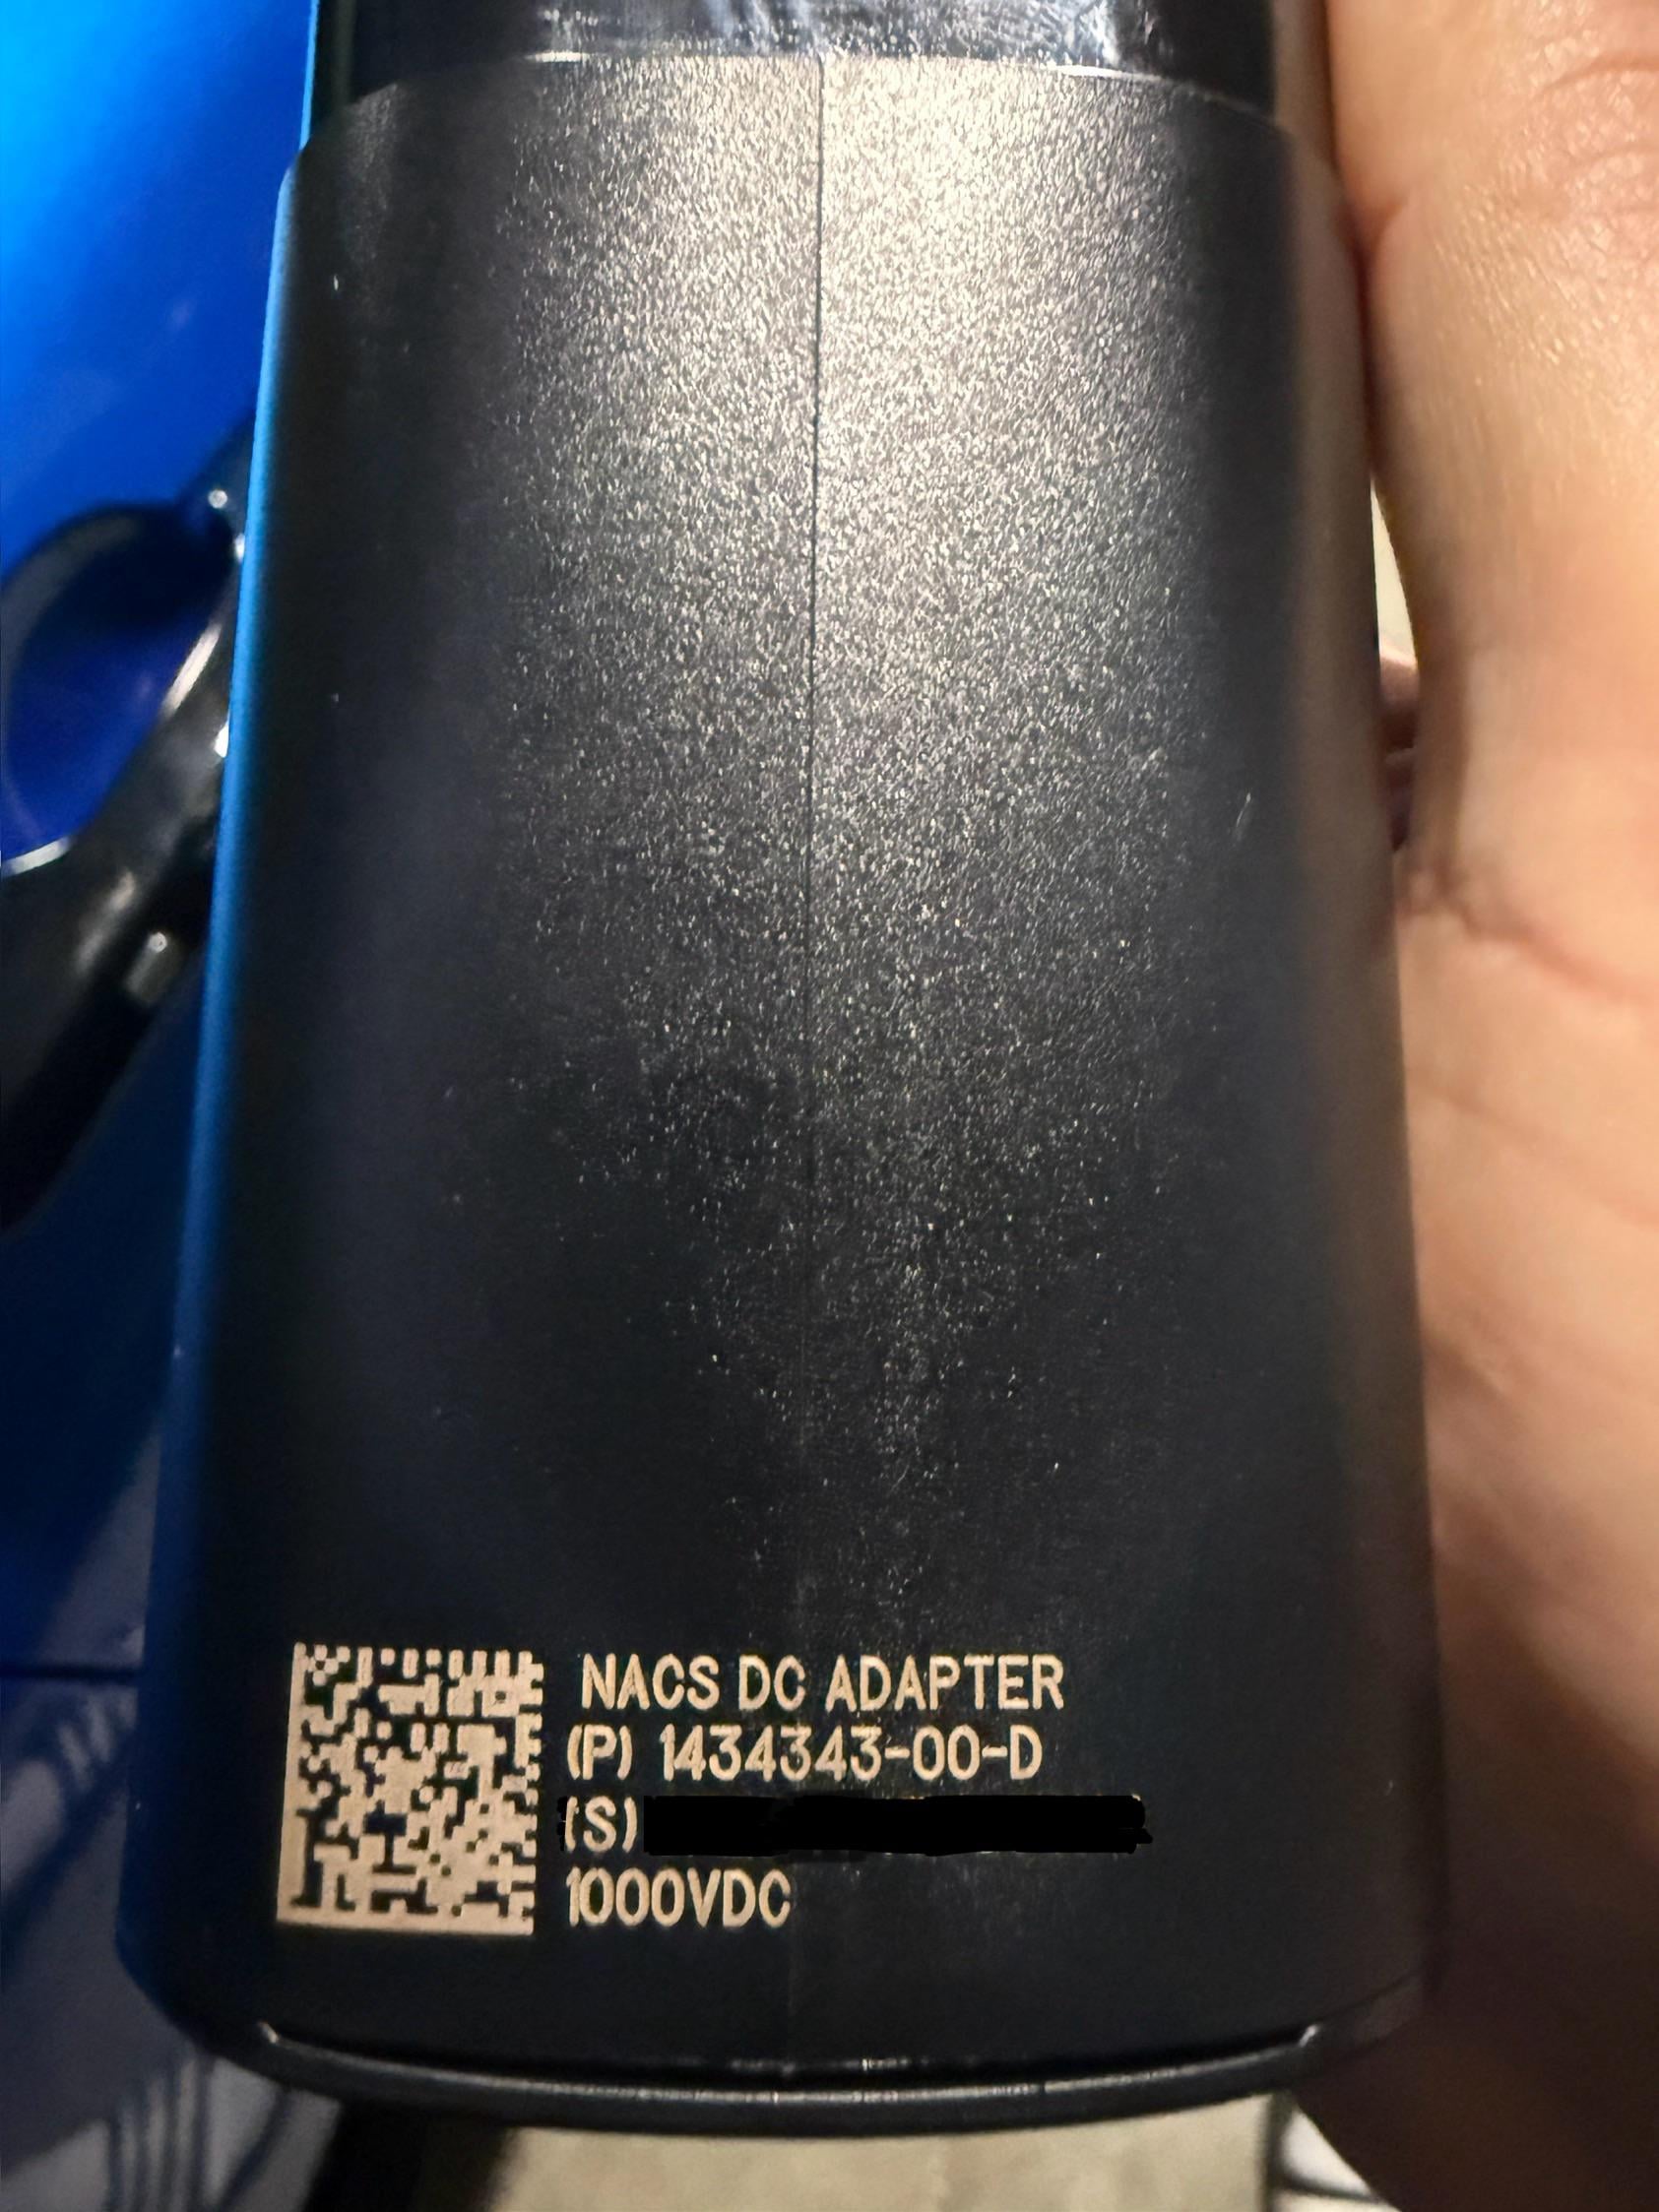 NACS DC ADAPTER
(P) 1434343-00-D
(S)
1000VDC